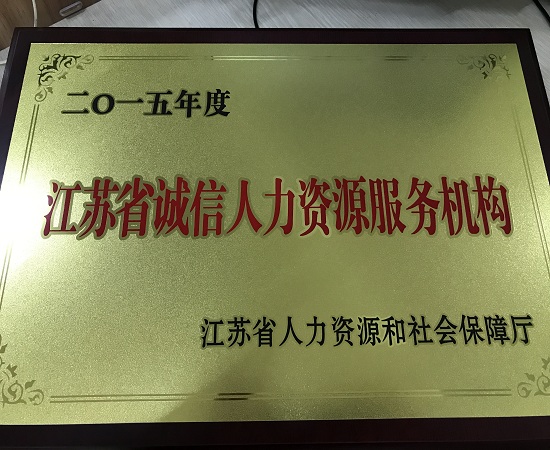 二〇一五年度
江苏省诚信人力资源服务机构
江苏省人力资源和社会保障厅